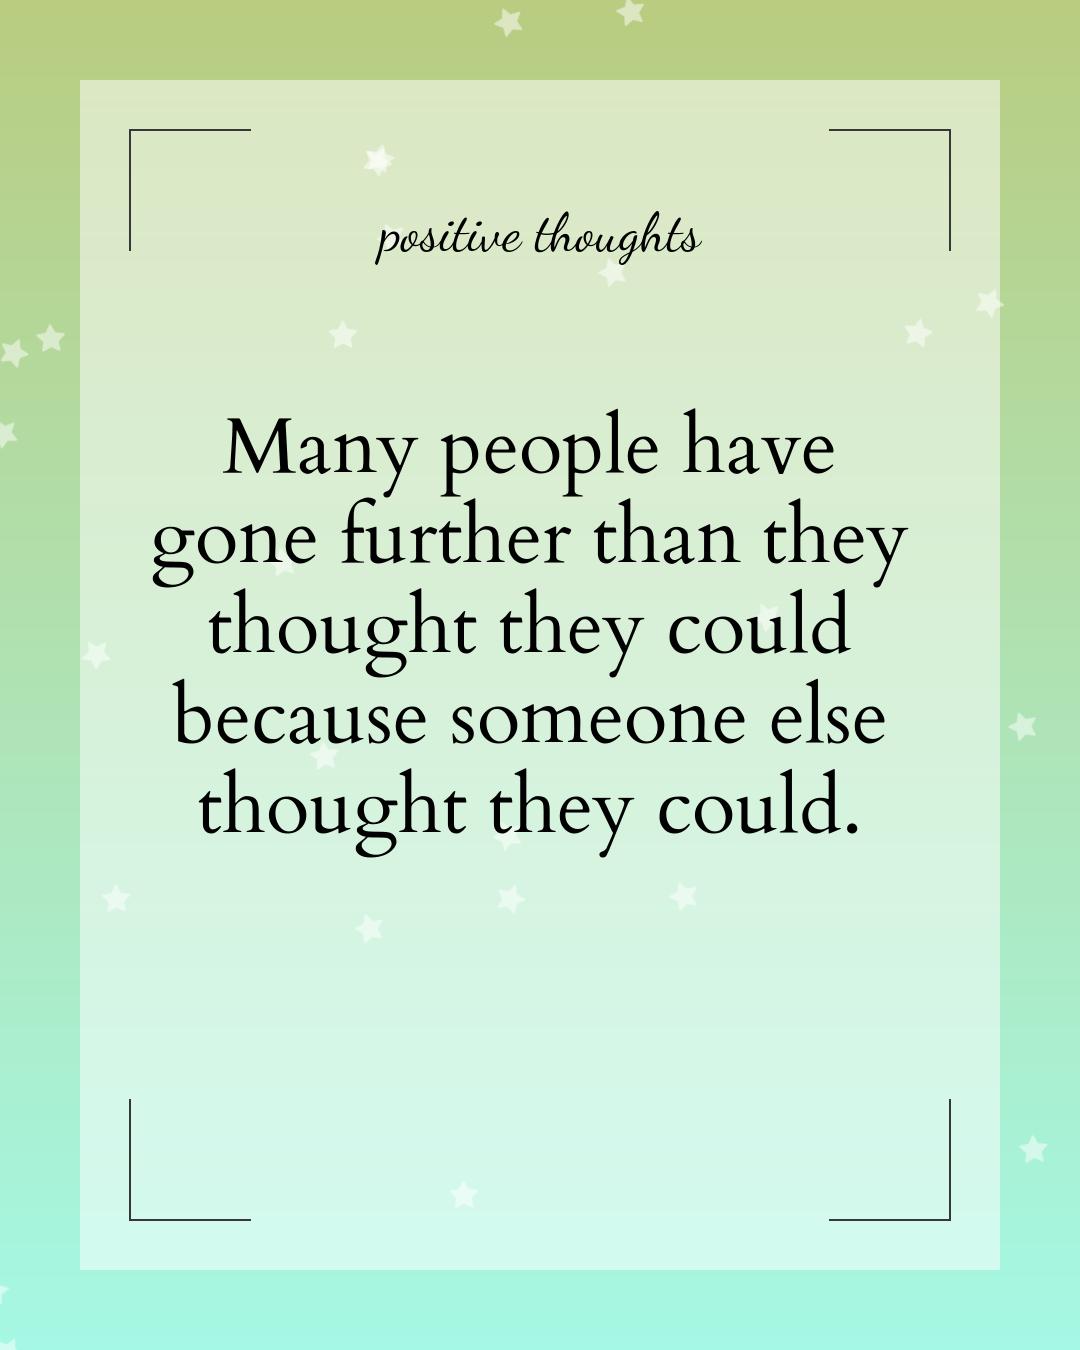 positive thoughts
Many people have
gone further than they
thought they could
because someone else
thought they could.